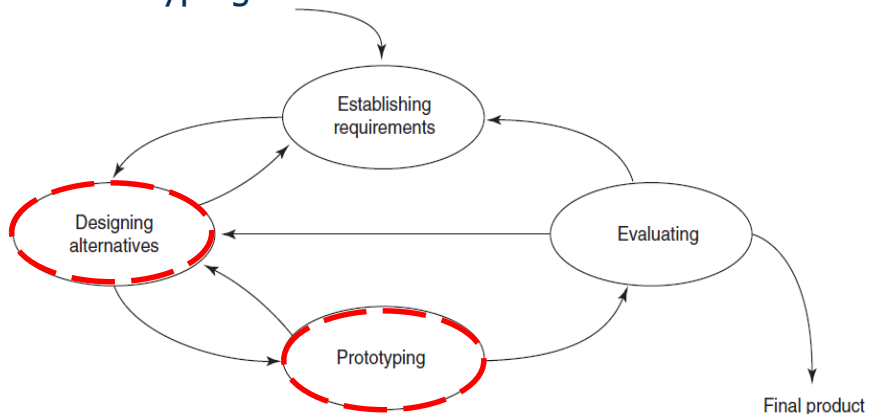 Establishing
requirements
Designing
alternatives
Evaluating
Prototyping
Final product